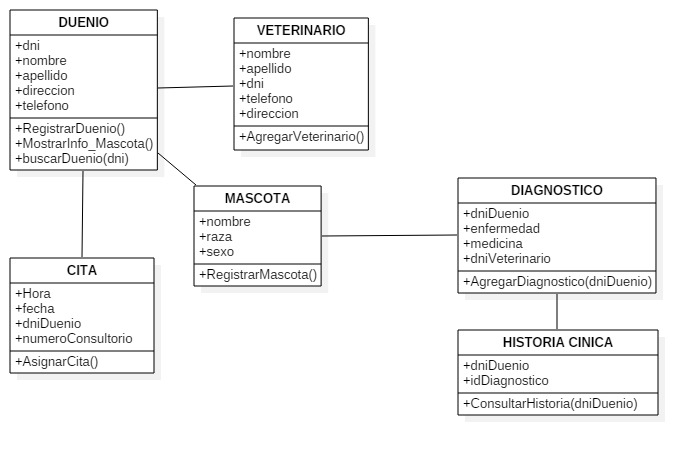 DUENIO
+dni
+nombre
+apellido
+direccion
+telefono
+RegistrarDuenio()
+MostrarInfo_Mascota()
+buscarDuenio(dni)
VETERINARIO
+nombre
+apellido
+dni
+telefono
+direccion
+AgregarVeterinario()
MASCOTA
+nombre
+raza
+sexo
+RegistrarMascota()
DIAGNOSTICO
+dniDuenio
+enfermedad
+medicina
+dniVeterinario
+AgregarDiagnostico(dniDuenio)
CITA
+Hora
+fecha
+dniDuenio
+numeroConsultorio
+AsignarCita()
HISTORIA CINICA
+dniDuenio
+idDiagnostico
+ConsultarHistoria(dniDuenio)